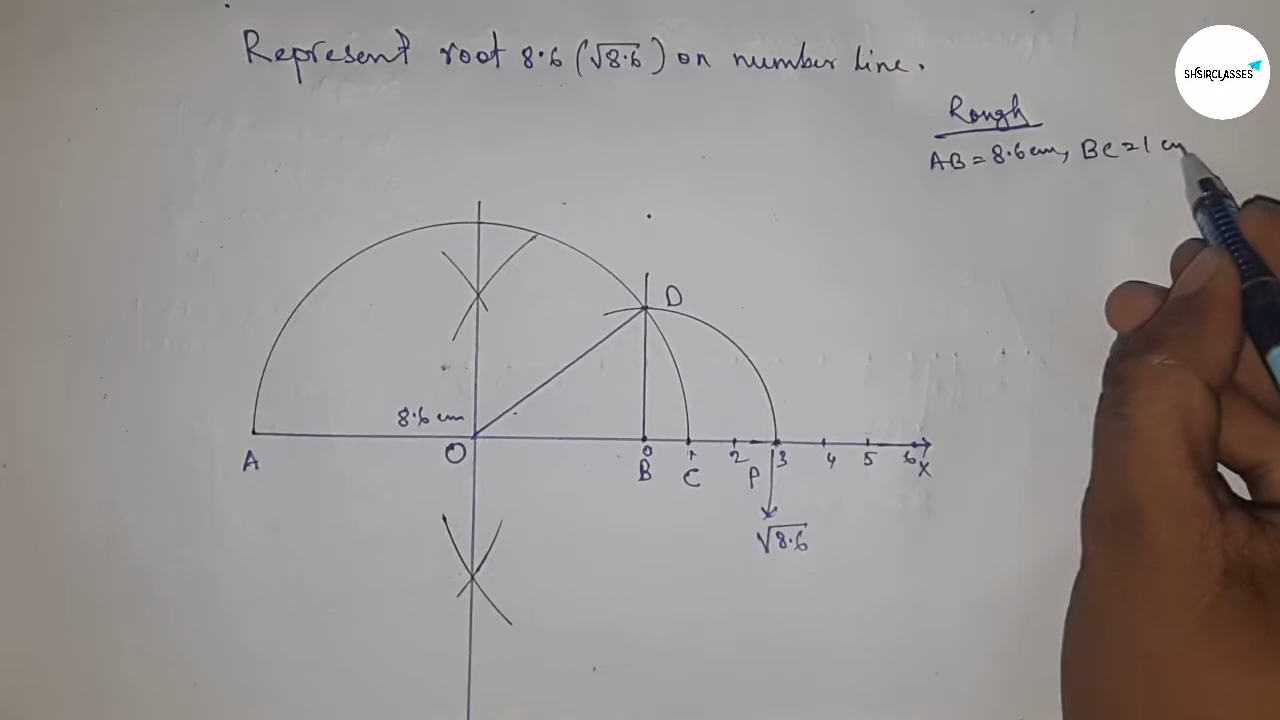 Represent root 8.6 (√8.6) on number line.
SHSIRCLASSES
Rough
AB = 8.6 cm, BC = 1 cm
D
8.6 cm
A O 0 1 2 3 4 5 6 X
B C P
√8.6